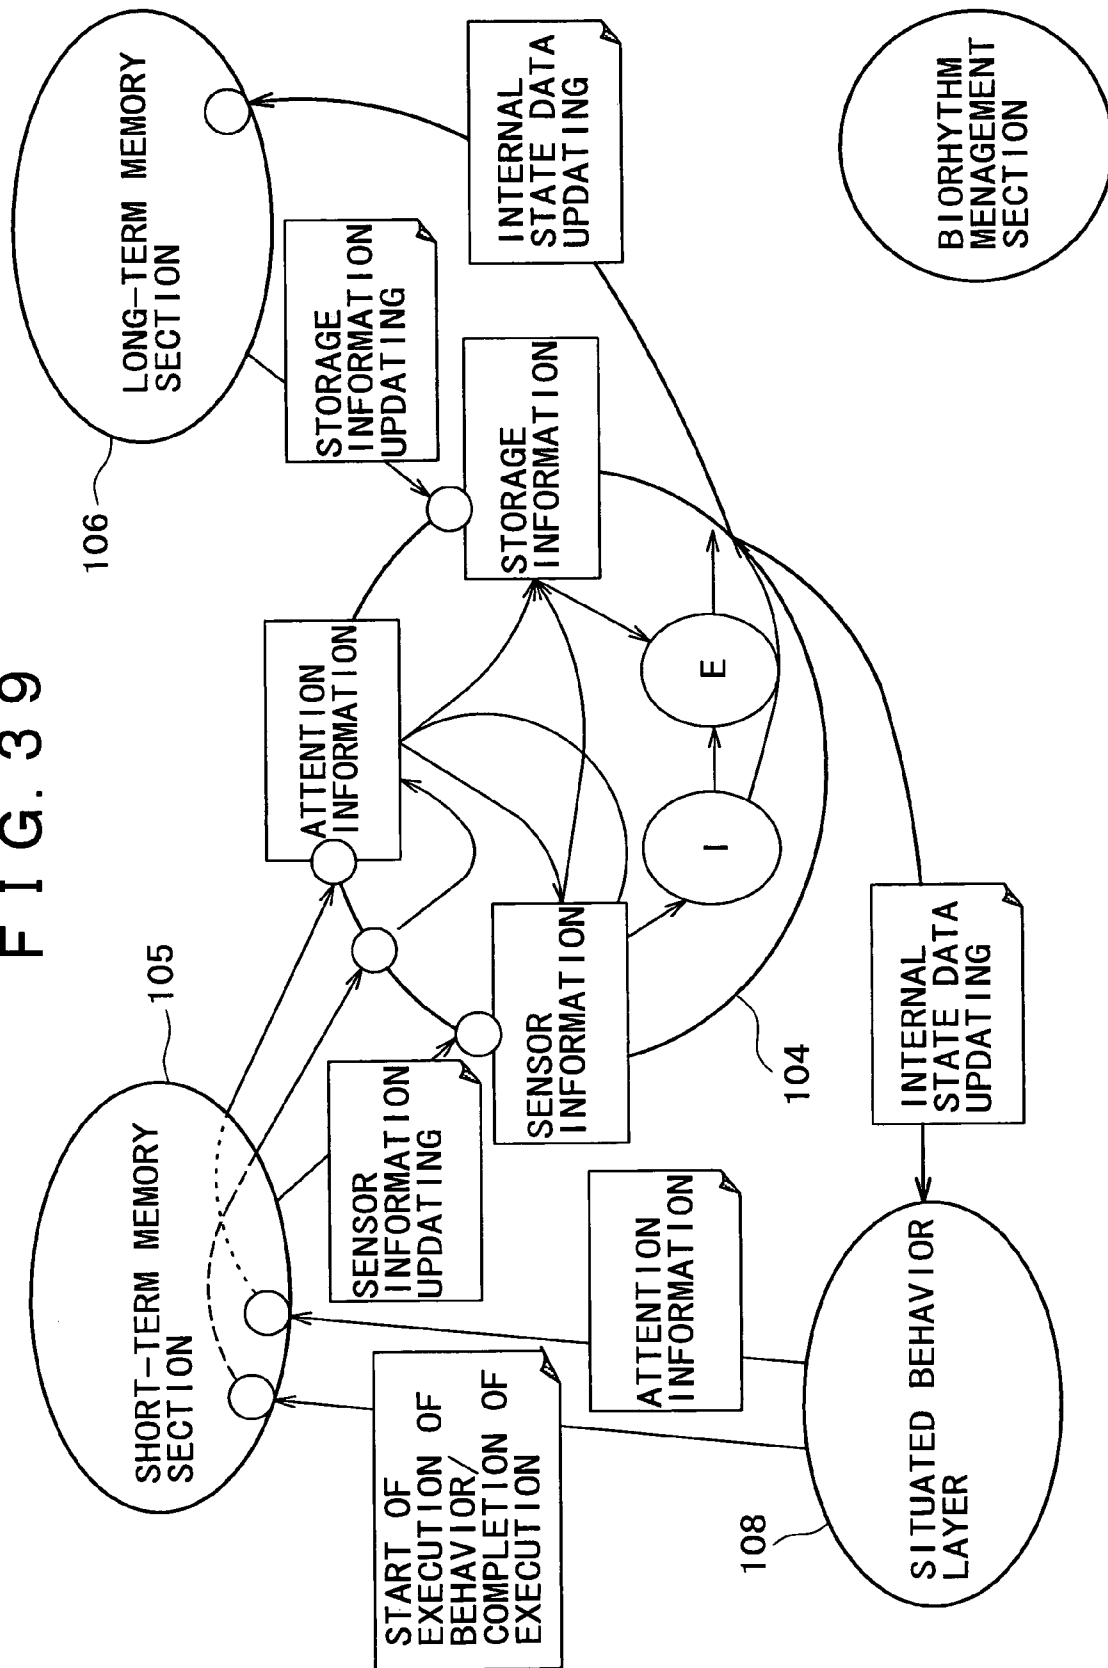 FIG. 39
SHORT-TERM MEMORY
SECTION
105
106
LONG-TERM MEMORY
SECTION
SENSOR
INFORMATION
UPDATING
ATTENTION
INFORMATION
STORAGE
INFORMATION
UPDATING
START OF
EXECUTION OF
BEHAVIOR/
COMPLETION OF
EXECUTION
SENSOR
INFORMATION
STORAGE
INFORMATION
INTERNAL
STATE DATA
UPDATING
ATTENTION
INFORMATION
I
E
104
108
SITUATED BEHAVIOR
LAYER
INTERNAL
STATE DATA
UPDATING
BIORHYTHM
MENAGEMENT
SECTION